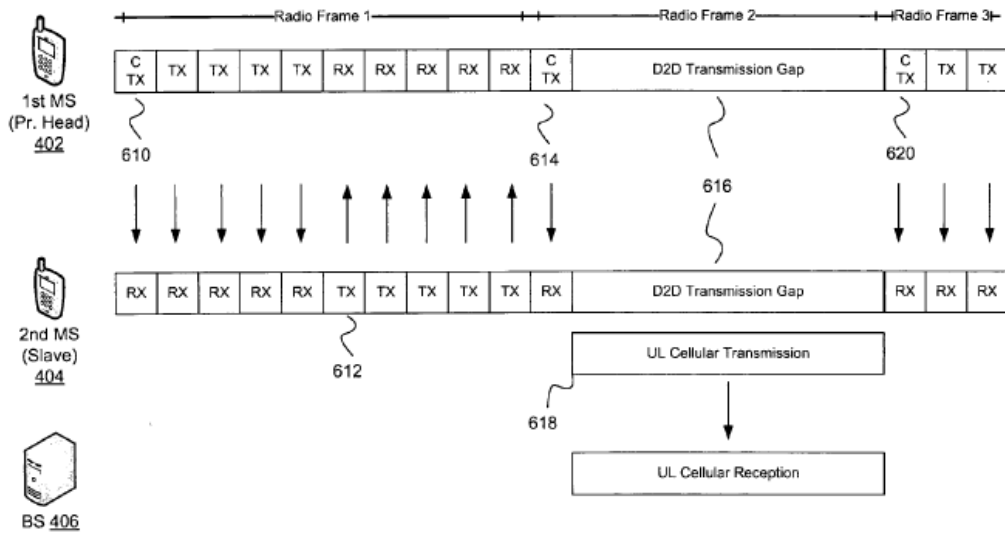 Radio Frame 1 Radio Frame 2 Radio Frame 3
C TX TX TX TX TX RX RX RX RX RX C TX D2D Transmission Gap C TX TX TX
1st MS
(Pr. Head)
402
610 614 616 620
RX RX RX RX RX TX TX TX TX TX RX D2D Transmission Gap RX RX RX
2nd MS
(Slave)
404
612
UL Cellular Transmission
618
UL Cellular Reception
BS 406